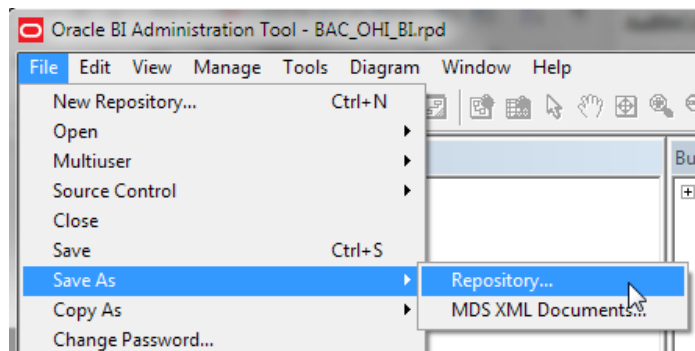 Oracle BI Administration Tool - BAC_OHI_BI.rpd
File Edit View Manage Tools Diagram Window Help
New Repository... Ctrl+N
Open
Multiuser
Source Control
Close
Save Ctrl+S
Save As
Repository...
Copy As
MDS XML Documents...
Change Password...
Bu